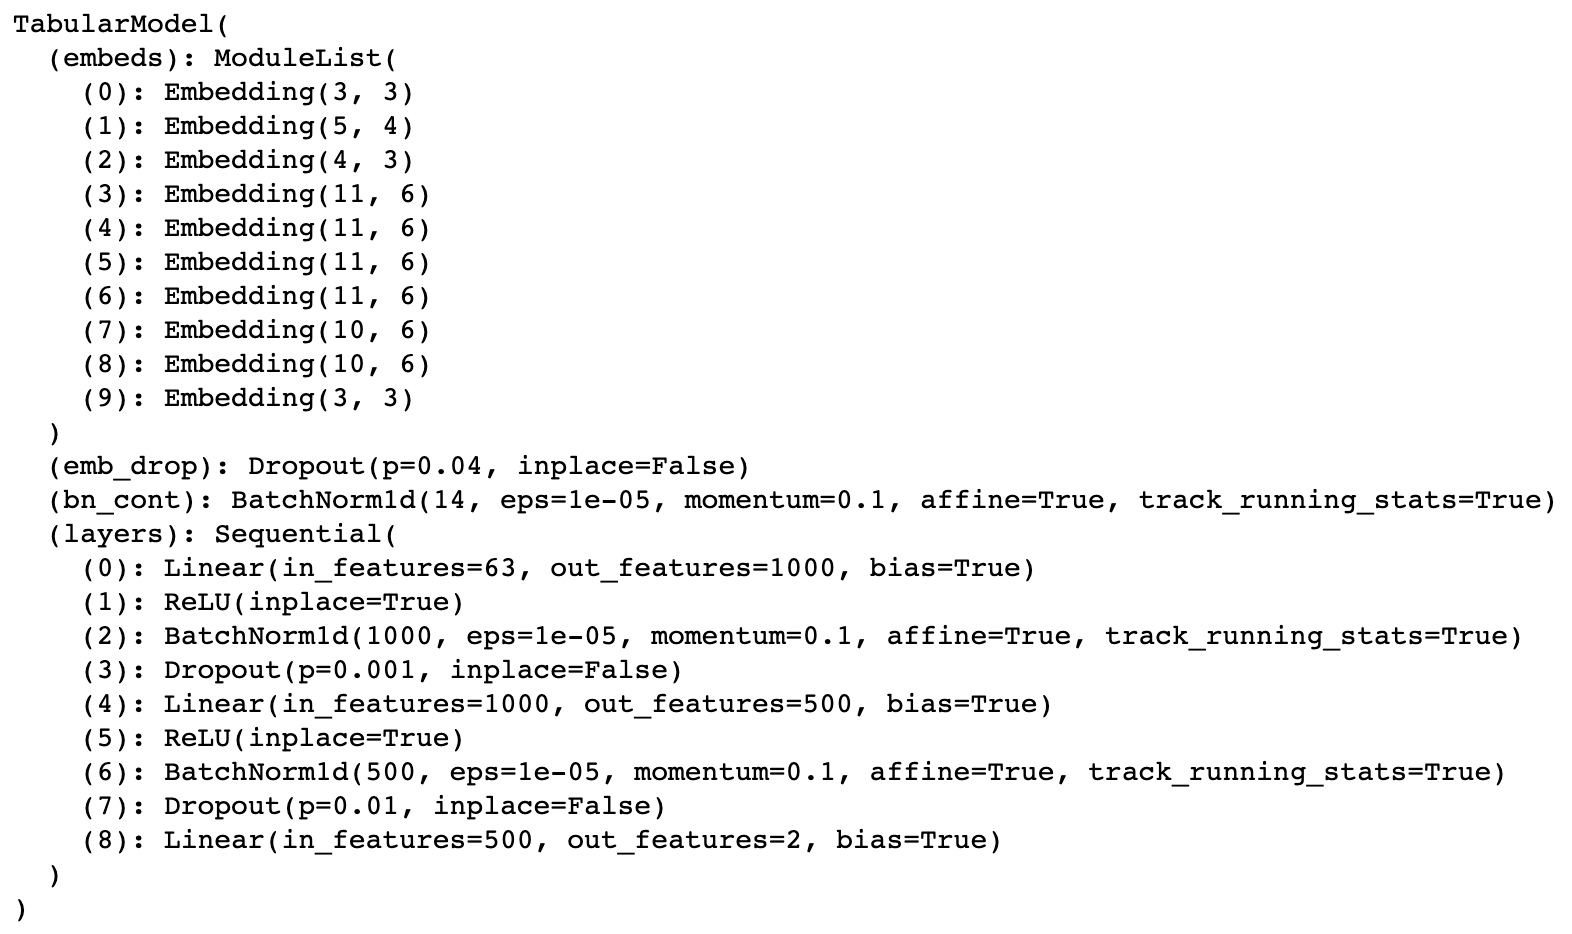 TabularModel(
  (embeds): ModuleList(
    (0): Embedding(3, 3)
    (1): Embedding(5, 4)
    (2): Embedding(4, 3)
    (3): Embedding(11, 6)
    (4): Embedding(11, 6)
    (5): Embedding(11, 6)
    (6): Embedding(11, 6)
    (7): Embedding(10, 6)
    (8): Embedding(10, 6)
    (9): Embedding(3, 3)
  )
  (emb_drop): Dropout(p=0.04, inplace=False)
  (bn_cont): BatchNorm1d(14, eps=1e-05, momentum=0.1, affine=True, track_running_stats=True)
  (layers): Sequential(
    (0): Linear(in_features=63, out_features=1000, bias=True)
    (1): ReLU(inplace=True)
    (2): BatchNorm1d(1000, eps=1e-05, momentum=0.1, affine=True, track_running_stats=True)
    (3): Dropout(p=0.001, inplace=False)
    (4): Linear(in_features=1000, out_features=500, bias=True)
    (5): ReLU(inplace=True)
    (6): BatchNorm1d(500, eps=1e-05, momentum=0.1, affine=True, track_running_stats=True)
    (7): Dropout(p=0.01, inplace=False)
    (8): Linear(in_features=500, out_features=2, bias=True)
  )
)